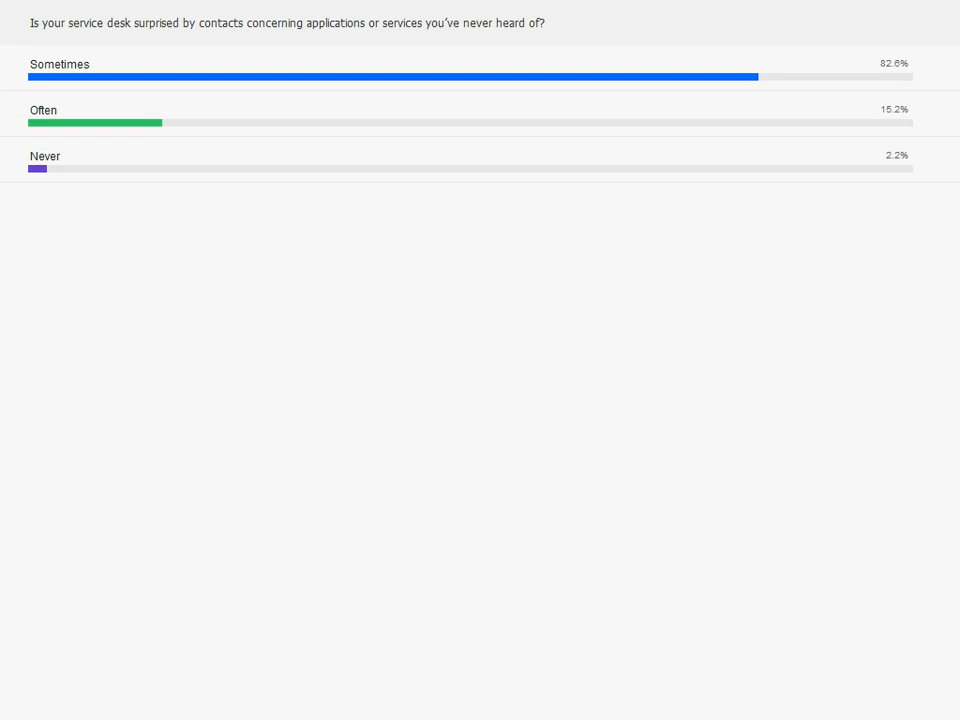 Is your service desk surprised by contacts concerning applications or services you’ve never heard of?
Sometimes 82.6%
Often 15.2%
Never 2.2%